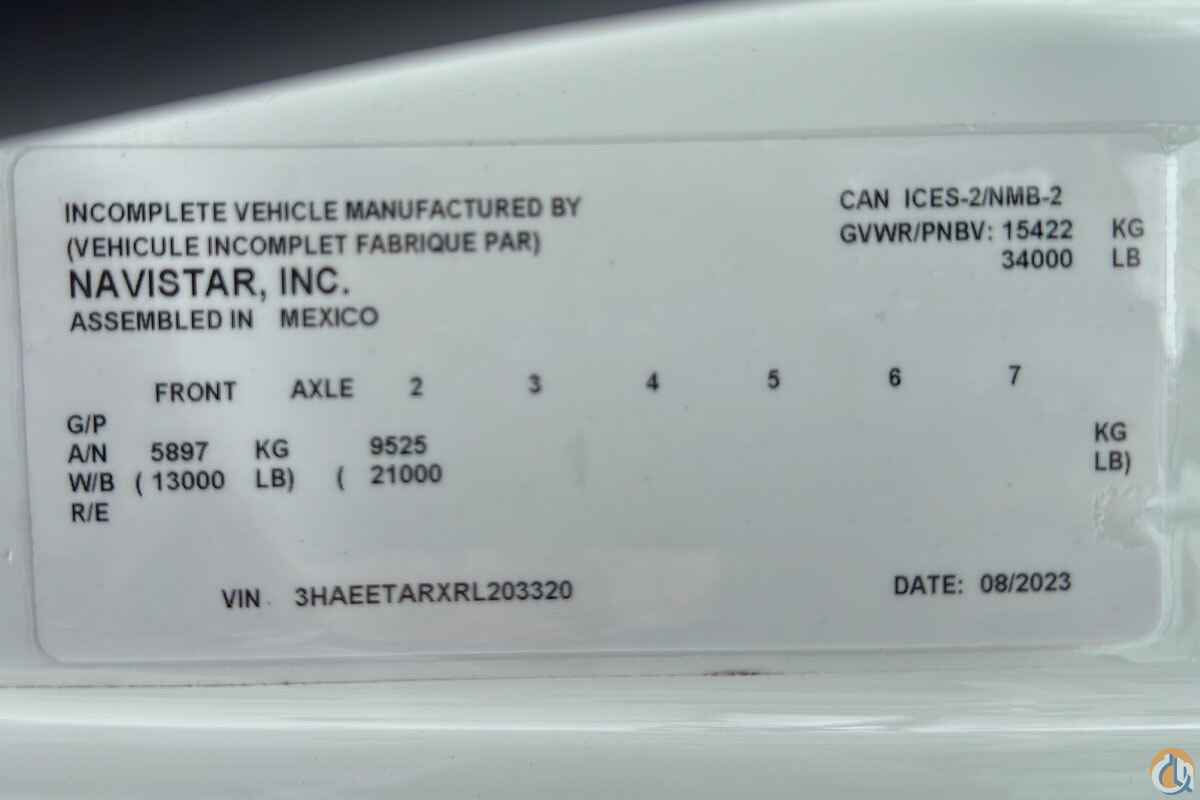 INCOMPLETE VEHICLE MANUFACTURED BY
(VEHICULE INCOMPLET FABRIQUE PAR)
NAVISTAR, INC.
ASSEMBLED IN MEXICO
CAN ICES-2/NMB-2
GVWR/PNBV: 15422 KG
34000 LB
FRONT AXLE 2 3 4 5 6 7
G/P
A/N 5897 KG 9525 KG
W/B ( 13000 LB) ( 21000 LB)
R/E
VIN 3HAEETARXRL203320 DATE: 08/2023